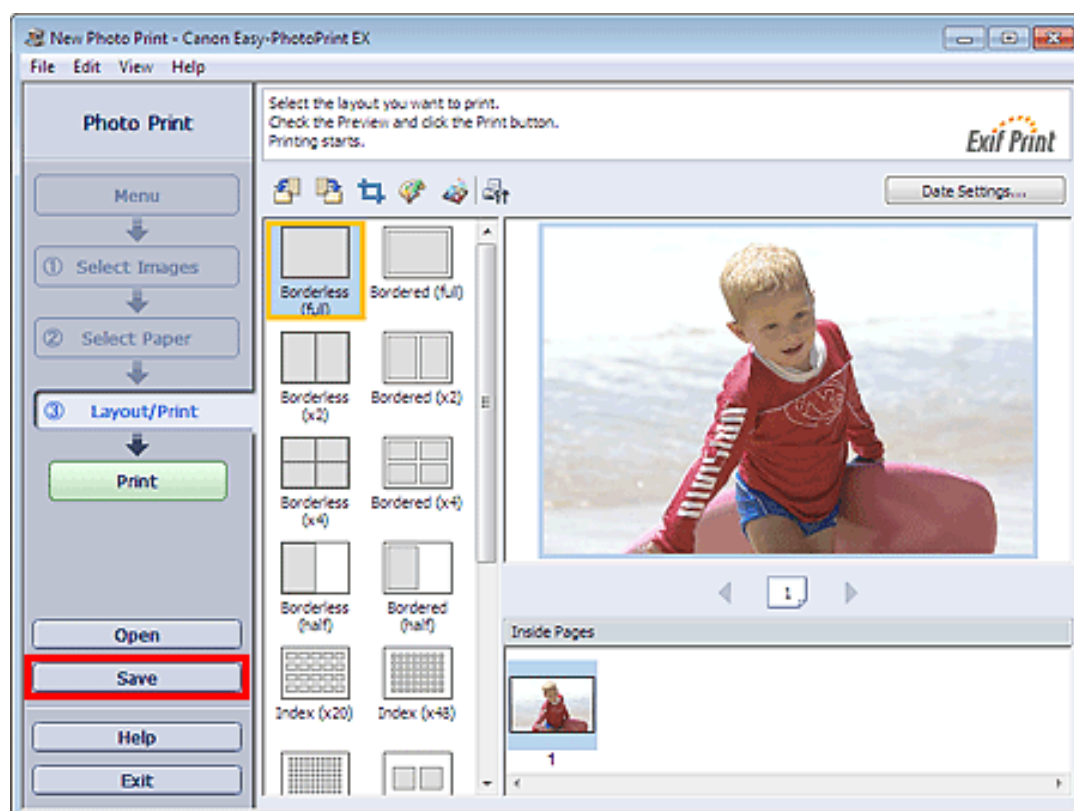 New Photo Print - Canon Easy-PhotoPrint EX
File Edit View Help
Photo Print
Select the layout you want to print.
Check the Preview and click the Print button.
Printing starts.
Exif Print
Menu
① Select Images
② Select Paper
③ Layout/Print
Print
Open
Save
Help
Exit
Date Settings...
Borderless
(full)
Bordered (full)
Borderless
(x2)
Bordered (x2)
Borderless
(x4)
Bordered (x4)
Borderless
(half)
Bordered
(half)
Index (x20)
Index (x48)
1
Inside Pages
1